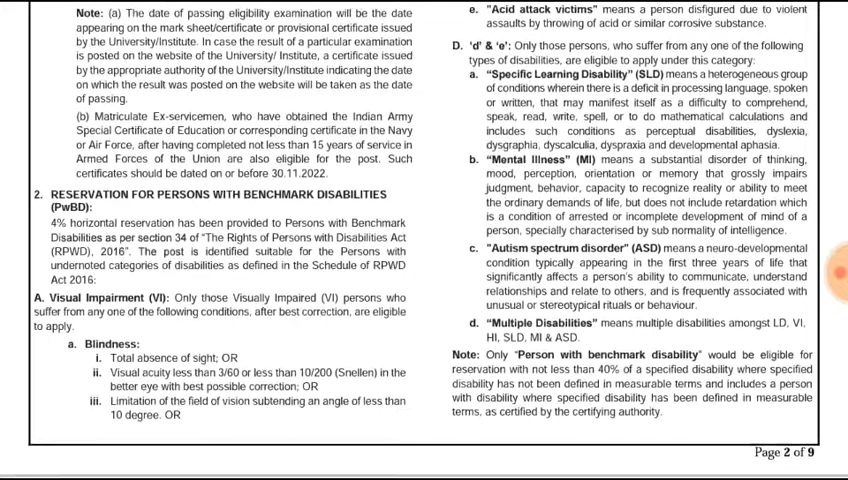 Note: (a) The date of passing eligibility examination will be the date
appearing on the mark sheet/certificate or provisional certificate issued
by the University/Institute. In case the result of a particular examination
is posted on the website of the University/ Institute, a certificate issued
by the appropriate authority of the University/Institute indicating the date
on which the result was posted on the website will be taken as the date
of passing.
(b) Matriculate Ex-servicemen, who have obtained the Indian Army
Special Certificate of Education or corresponding certificate in the Navy
or Air Force, after having completed not less than 15 years of service in
Armed Forces of the Union are also eligible for the post. Such
certificates should be dated on or before 30.11.2022.
2. RESERVATION FOR PERSONS WITH BENCHMARK DISABILITIES
(PwBD):
4% horizontal reservation has been provided to Persons with Benchmark
Disabilities as per section 34 of "The Rights of Persons with Disabilities Act
(RPWD), 2016". The post is identified suitable for the Persons with
undernoted categories of disabilities as defined in the Schedule of RPWD
Act 2016:
A. Visual Impairment (VI): Only those Visually Impaired (VI) persons who
suffer from any one of the following conditions, after best correction, are eligible
to apply.
a. Blindness:
i. Total absence of sight; OR
ii. Visual acuity less than 3/60 or less than 10/200 (Snellen) in the
better eye with best possible correction; OR
iii. Limitation of the field of vision subtending an angle of less than
10 degree. OR
e. "Acid attack victims" means a person disfigured due to violent
assaults by throwing of acid or similar corrosive substance.
D. 'd' & 'e': Only those persons, who suffer from any one of the following
types of disabilities, are eligible to apply under this category:
a. "Specific Learning Disability" (SLD) means a heterogeneous group
of conditions wherein there is a deficit in processing language, spoken
or written, that may manifest itself as a difficulty to comprehend,
speak, read, write, spell, or to do mathematical calculations and
includes such conditions as perceptual disabilities, dyslexia,
dysgraphia, dyscalculia, dyspraxia and developmental aphasia.
b. "Mental Illness" (MI) means a substantial disorder of thinking,
mood, perception, orientation or memory that grossly impairs
judgment, behavior, capacity to recognize reality or ability to meet
the ordinary demands of life, but does not include retardation which
is a condition of arrested or incomplete development of mind of a
person, specially characterised by sub normality of intelligence.
c. "Autism spectrum disorder" (ASD) means a neuro-developmental
condition typically appearing in the first three years of life that
significantly affects a person's ability to communicate, understand
relationships and relate to others, and is frequently associated with
unusual or stereotypical rituals or behaviour.
d. "Multiple Disabilities" means multiple disabilities amongst LD, VI,
HI, SLD, MI & ASD.
Note: Only "Person with benchmark disability" would be eligible for
reservation with not less than 40% of a specified disability where specified
disability has not been defined in measurable terms and includes a person
with disability where specified disability has been defined in measurable
terms, as certified by the certifying authority.
Page 2 of 9